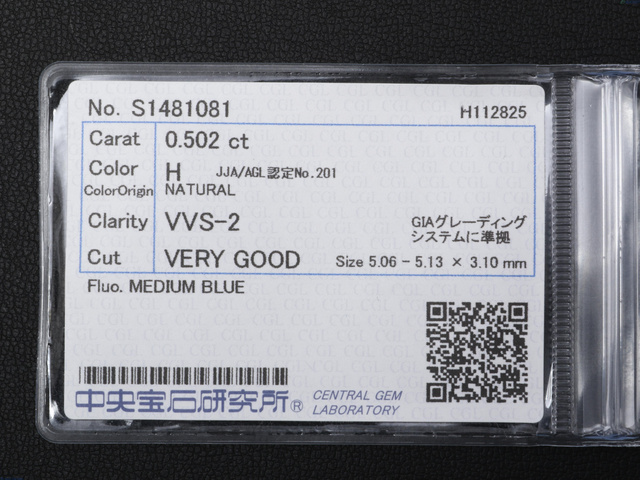 No. S1481081 H112825
Carat 0.502 ct
Color H JJA/AGL認定No.201
ColorOrigin NATURAL
Clarity VVS-2 GIAグレーディング
システムに準拠
Cut VERY GOOD Size 5.06 - 5.13 × 3.10 mm
Fluo. MEDIUM BLUE
中央宝石研究所® CENTRAL GEM
LABORATORY